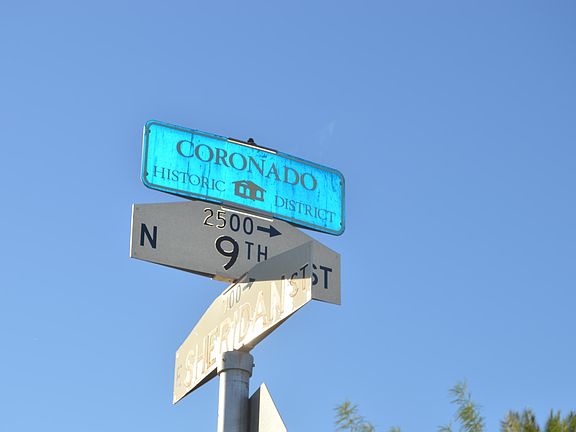 CORONADO
HISTORIC DISTRICT
2500 →
N 9TH ST
E SHERIDAN ST